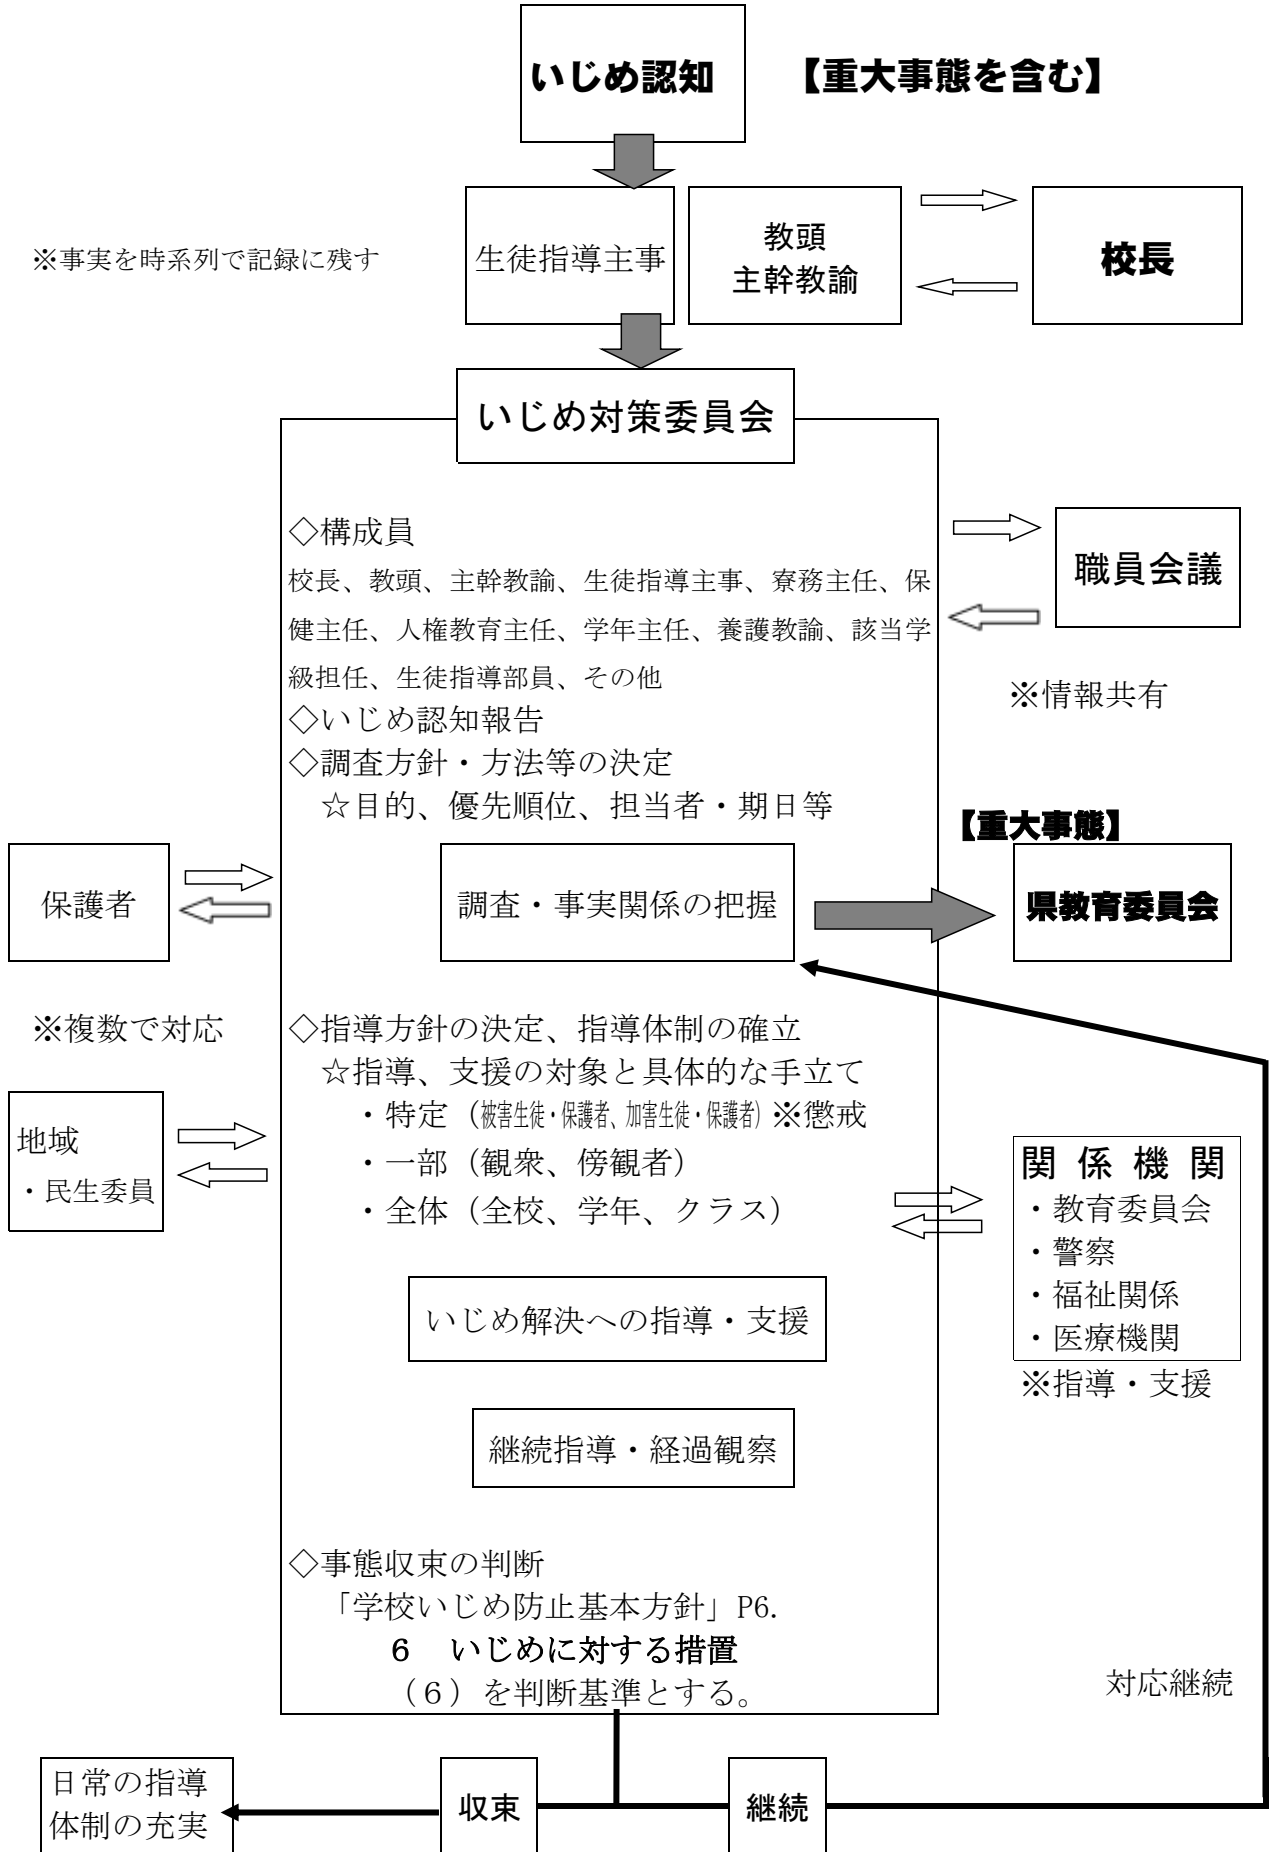 いじめ認知
【重大事態を含む】
※事実を時系列で記録に残す
生徒指導主事
教頭
主幹教諭
校長
いじめ対策委員会
◇構成員
校長、教頭、主幹教諭、生徒指導主事、寮務主任、保
健主任、人権教育主任、学年主任、養護教諭、該当学
級担任、生徒指導部員、その他
職員会議
※情報共有
◇いじめ認知報告
◇調査方針・方法等の決定
☆目的、優先順位、担当者・期日等
【重大事態】
保護者
調査・事実関係の把握
県教育委員会
※複数で対応
◇指導方針の決定、指導体制の確立
☆指導、支援の対象と具体的な手立て
・特定（被害生徒・保護者、加害生徒・保護者）※懲戒
・一部（観衆、傍観者）
・全体（全校、学年、クラス）
地域
・民生委員
関係機関
・教育委員会
・警察
・福祉関係
・医療機関
※指導・支援
いじめ解決への指導・支援
継続指導・経過観察
◇事態収束の判断
「学校いじめ防止基本方針」P6.
６　いじめに対する措置
（６）を判断基準とする。
対応継続
日常の指導
体制の充実
収束
継続